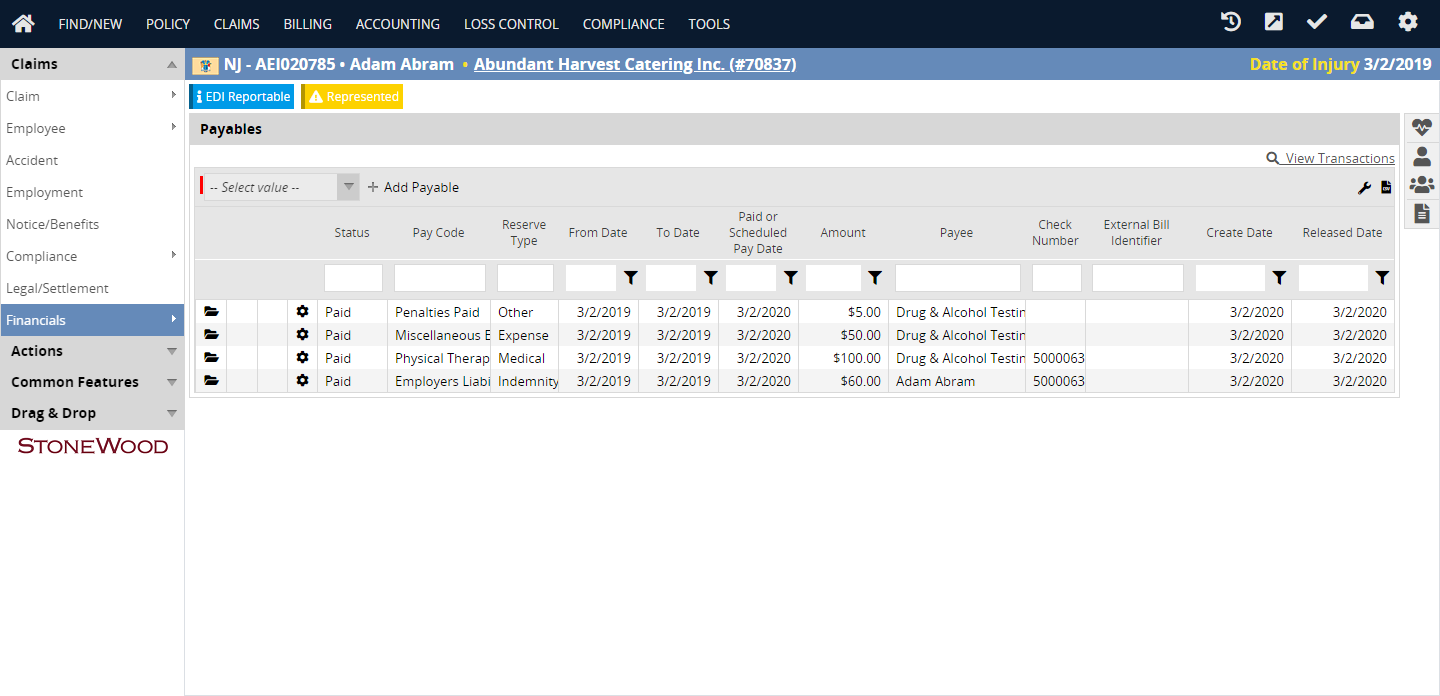 FIND/NEW POLICY CLAIMS BILLING ACCOUNTING LOSS CONTROL COMPLIANCE TOOLS
Claims
Claim
Employee
Accident
Employment
Notice/Benefits
Compliance
Legal/Settlement
Financials
Actions
Common Features
Drag & Drop
STONEWOOD
NJ - AEI020785 • Adam Abram • Abundant Harvest Catering Inc. (#70837) Date of Injury 3/2/2019
EDI Reportable Represented
Payables
View Transactions
-- Select value -- Add Payable
Status Pay Code Reserve Type From Date To Date Paid or Scheduled Pay Date Amount Payee Check Number External Bill Identifier Create Date Released Date
Paid Penalties Paid Other 3/2/2019 3/2/2019 3/2/2020 $5.00 Drug & Alcohol Testin 3/2/2020 3/2/2020
Paid Miscellaneous E Expense 3/2/2019 3/2/2019 3/2/2020 $50.00 Drug & Alcohol Testin 3/2/2020 3/2/2020
Paid Physical Therap Medical 3/2/2019 3/2/2019 3/2/2020 $100.00 Drug & Alcohol Testin 5000063 3/2/2020 3/2/2020
Paid Employers Liabi Indemnity 3/2/2019 3/2/2019 3/2/2020 $60.00 Adam Abram 5000063 3/2/2020 3/2/2020